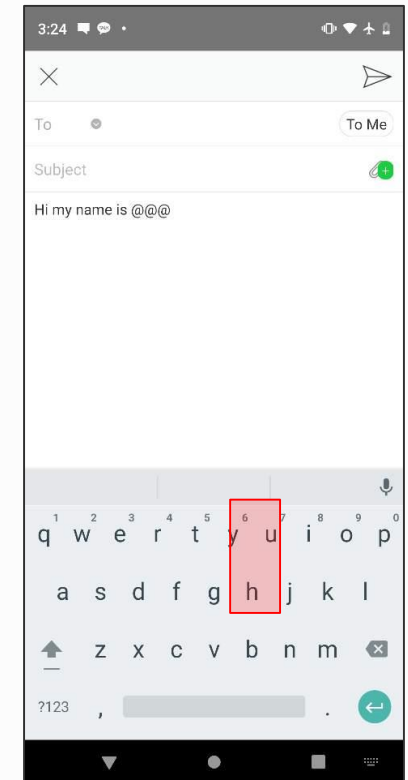 3:24
To To Me
Subject
Hi my name is @@@
1 2 3 4 5 6 7 8 9 0
q w e r t y u i o p
a s d f g h j k l
z x c v b n m
?123 , .